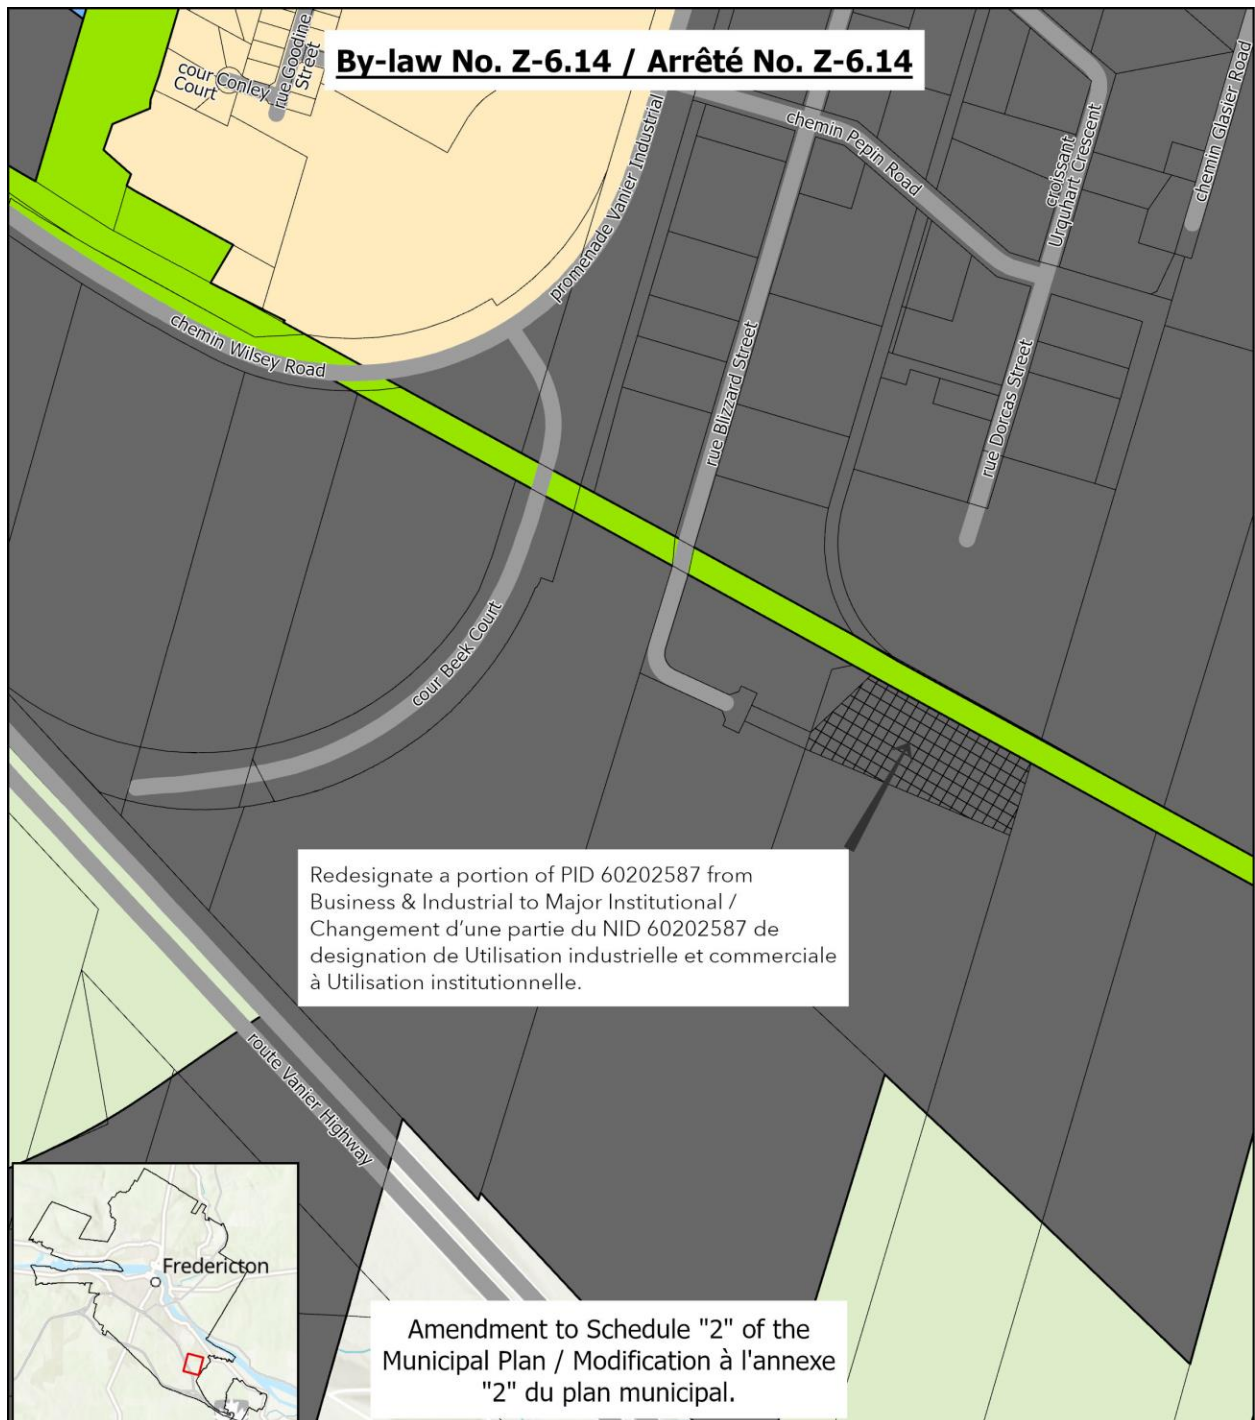 By-law No. Z-6.14 / Arrêté No. Z-6.14
cour Conley
Court
rue Goodine
Street
promenade Vanier Industrial
chemin Pepin Road
croissant
Urquhart Crescent
chemin Glasier Road
chemin Wilsey Road
rue Blizzard Street
rue Dorcas Street
cour Beek Court
Redesignate a portion of PID 60202587 from
Business & Industrial to Major Institutional /
Changement d’une partie du NID 60202587 de
designation de Utilisation industrielle et commerciale
à Utilisation institutionnelle.
route Vanier Highway
Fredericton
Amendment to Schedule "2" of the
Municipal Plan / Modification à l'annexe
"2" du plan municipal.